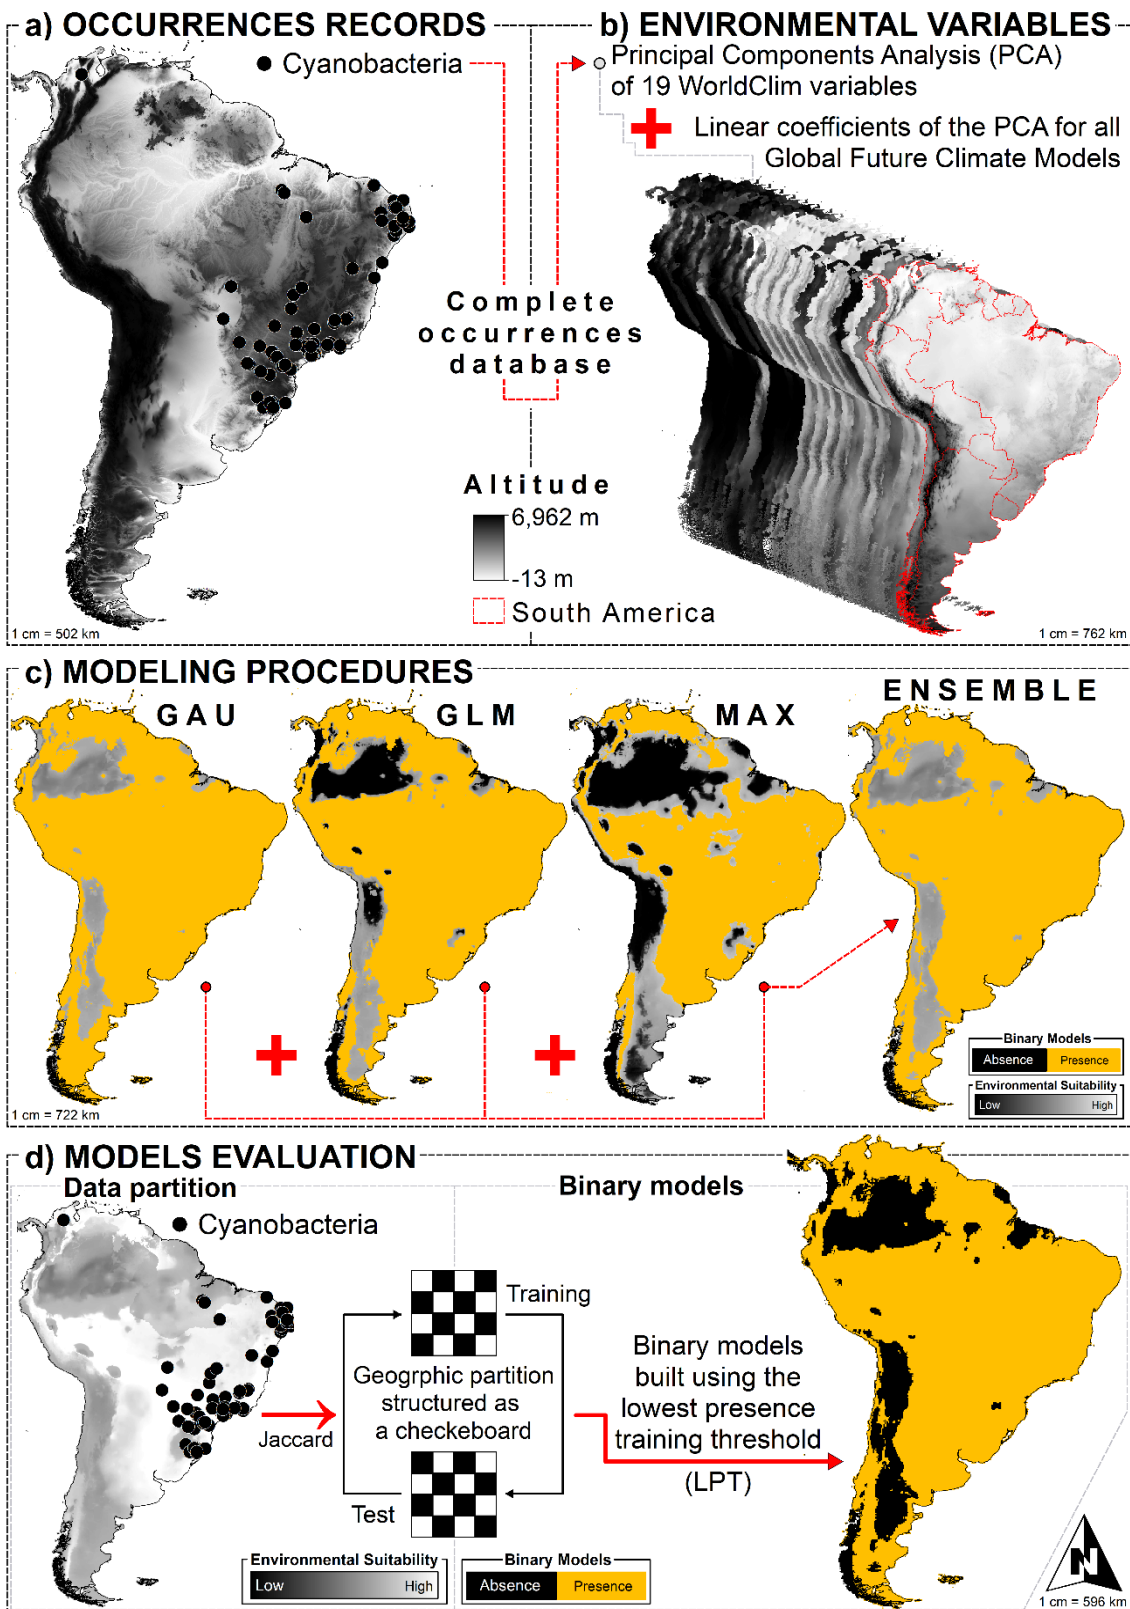 a) OCCURRENCES RECORDS
Cyanobacteria
Complete
occurrences
database
Altitude
6,962 m
-13 m
South America
1 cm = 502 km
b) ENVIRONMENTAL VARIABLES
Principal Components Analysis (PCA)
of 19 WorldClim variables
Linear coefficients of the PCA for all
Global Future Climate Models
1 cm = 762 km
c) MODELING PROCEDURES
GAU
GLM
MAX
ENSEMBLE
Binary Models
Absence Presence
Environmental Suitability
Low High
1 cm = 722 km
d) MODELS EVALUATION
Data partition
Cyanobacteria
Jaccard
Training
Geogrphic partition
structured as
a checkeboard
Test
Environmental Suitability
Low High
Binary models
Binary models
built using the
lowest presence
training threshold
(LPT)
Binary Models
Absence Presence
N
1 cm = 596 km